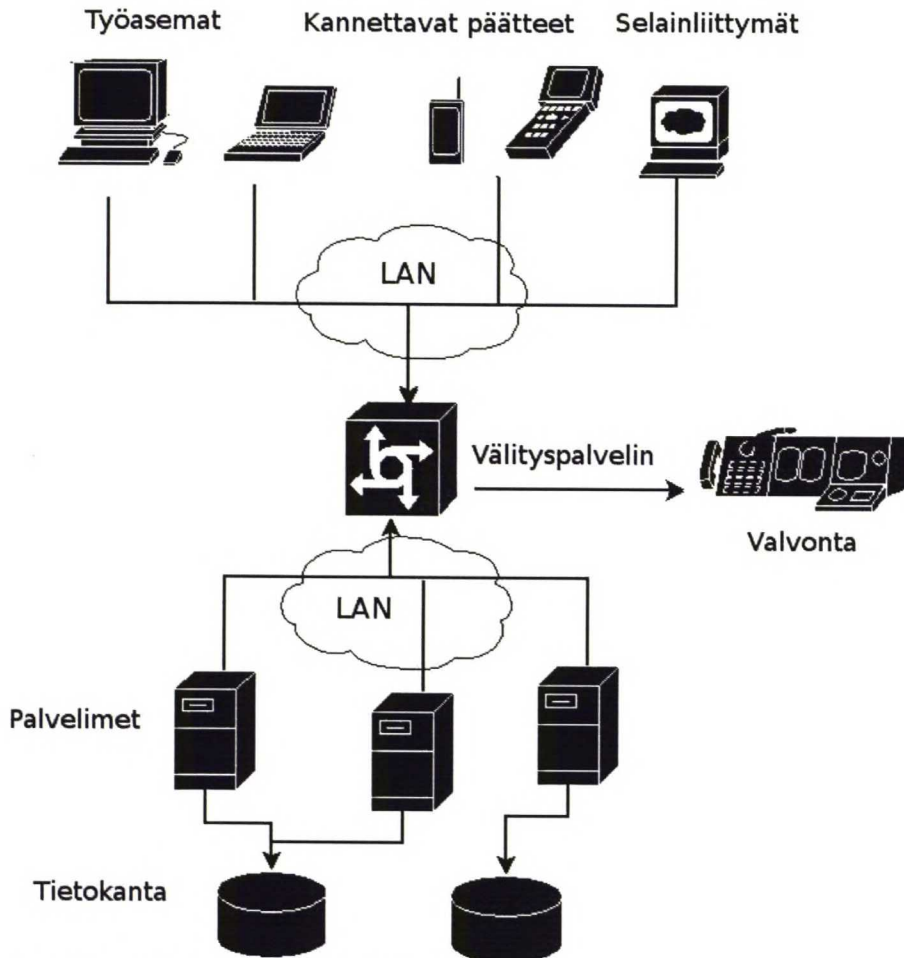 Työasemat
Kannettavat päätteet
Selainliittymät
LAN
Välityspalvelin
Valvonta
LAN
Palvelimet
Tietokanta